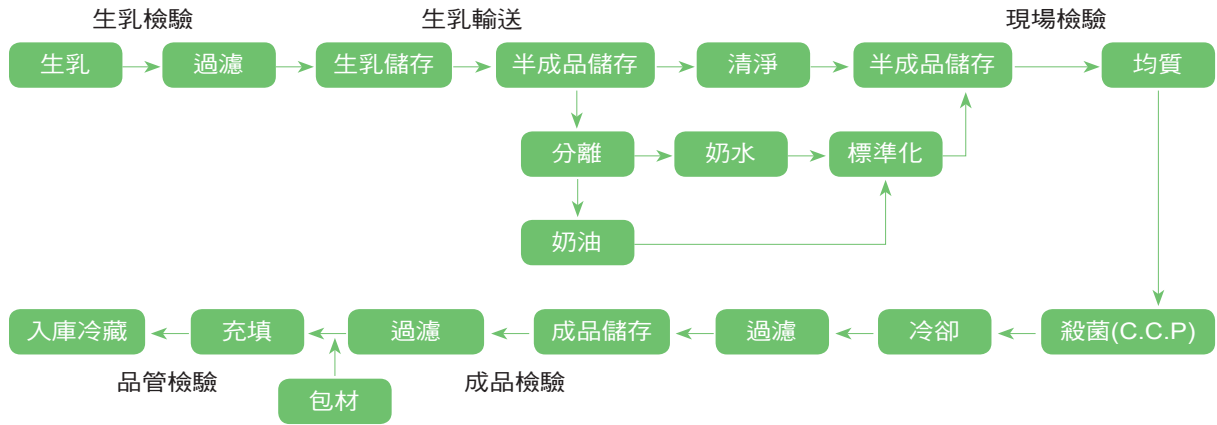 生乳檢驗 生乳輸送 現場檢驗
生乳 過濾 生乳儲存 半成品儲存 清淨 半成品儲存 均質
分離 奶水 標準化
奶油
入庫冷藏 充填 過濾 成品儲存 過濾 冷卻 殺菌(C.C.P)
品管檢驗 成品檢驗
包材